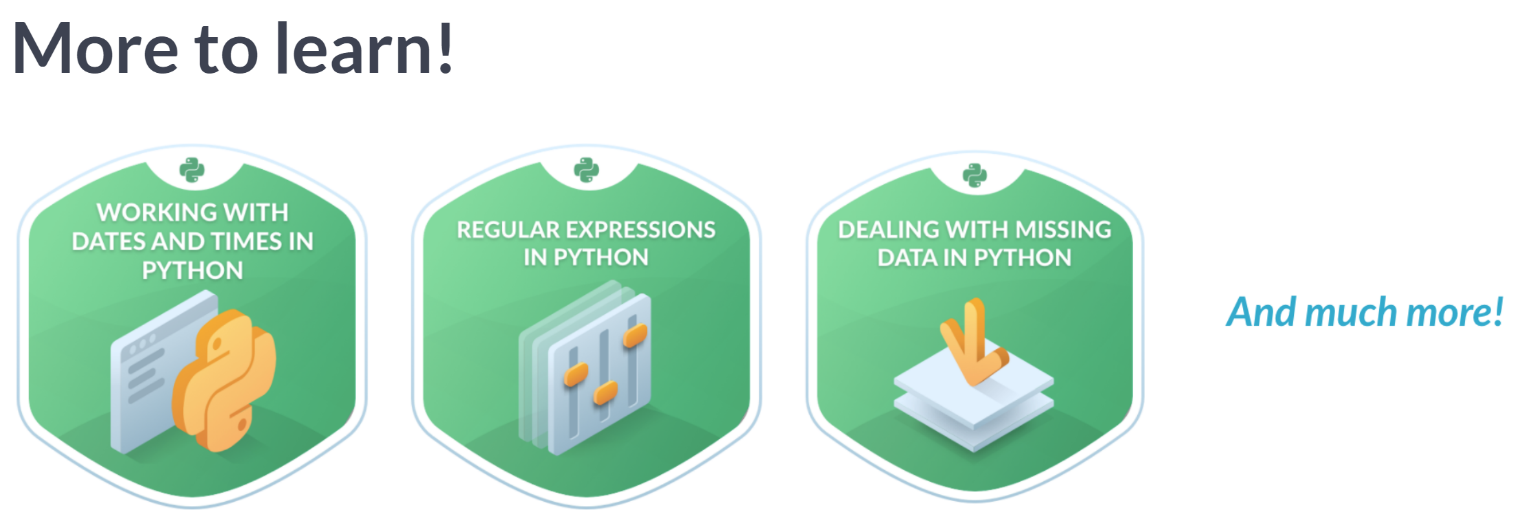 More to learn!
WORKING WITH
DATES AND TIMES IN
PYTHON
REGULAR EXPRESSIONS
IN PYTHON
DEALING WITH MISSING
DATA IN PYTHON
And much more!